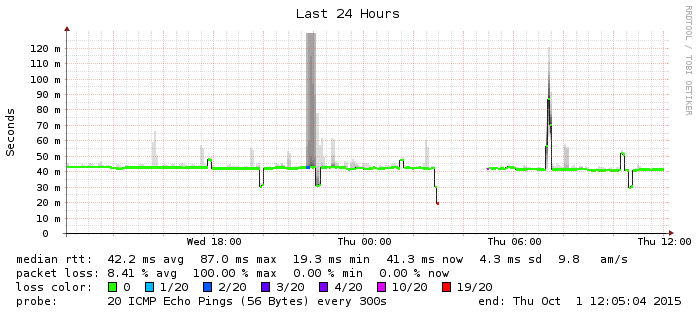 Last 24 Hours
RRDTOOL / TOBI OETIKER
Seconds
120 m
110 m
100 m
90 m
80 m
70 m
60 m
50 m
40 m
30 m
20 m
10 m
0
Wed 18:00 Thu 00:00 Thu 06:00 Thu 12:00
median rtt: 42.2 ms avg 87.0 ms max 19.3 ms min 41.3 ms now 4.3 ms sd 9.8 am/s
packet loss: 8.41 % avg 100.00 % max 0.00 % min 0.00 % now
loss color: 0 1/20 2/20 3/20 4/20 10/20 19/20
probe: 20 ICMP Echo Pings (56 Bytes) every 300s end: Thu Oct 1 12:05:04 2015